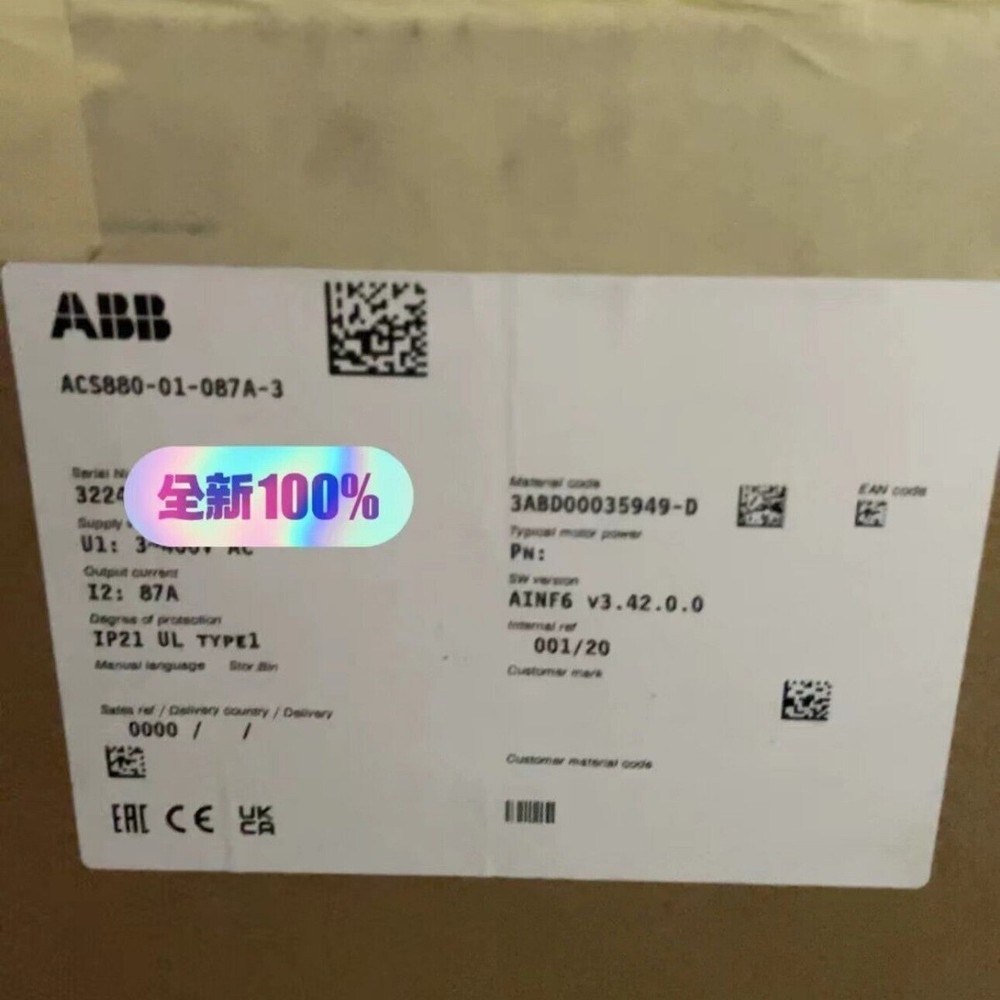 ABB
ACS880-01-087A-3
Serial
3224
全新100%
Material code
3ABD00035949-D
EAN code
Supply
U1: 3~400V AC
Typical motor power
PN:
Output current
I2: 87A
SW version
AINF6 v3.42.0.0
Degree of protection
IP21 UL TYPE1
Internal ref
001/20
Manual language Stor.Bin
Customer mark
Sales ref / Delivery country / Delivery
0000 / /
Customer material code
EAC CE UKCA